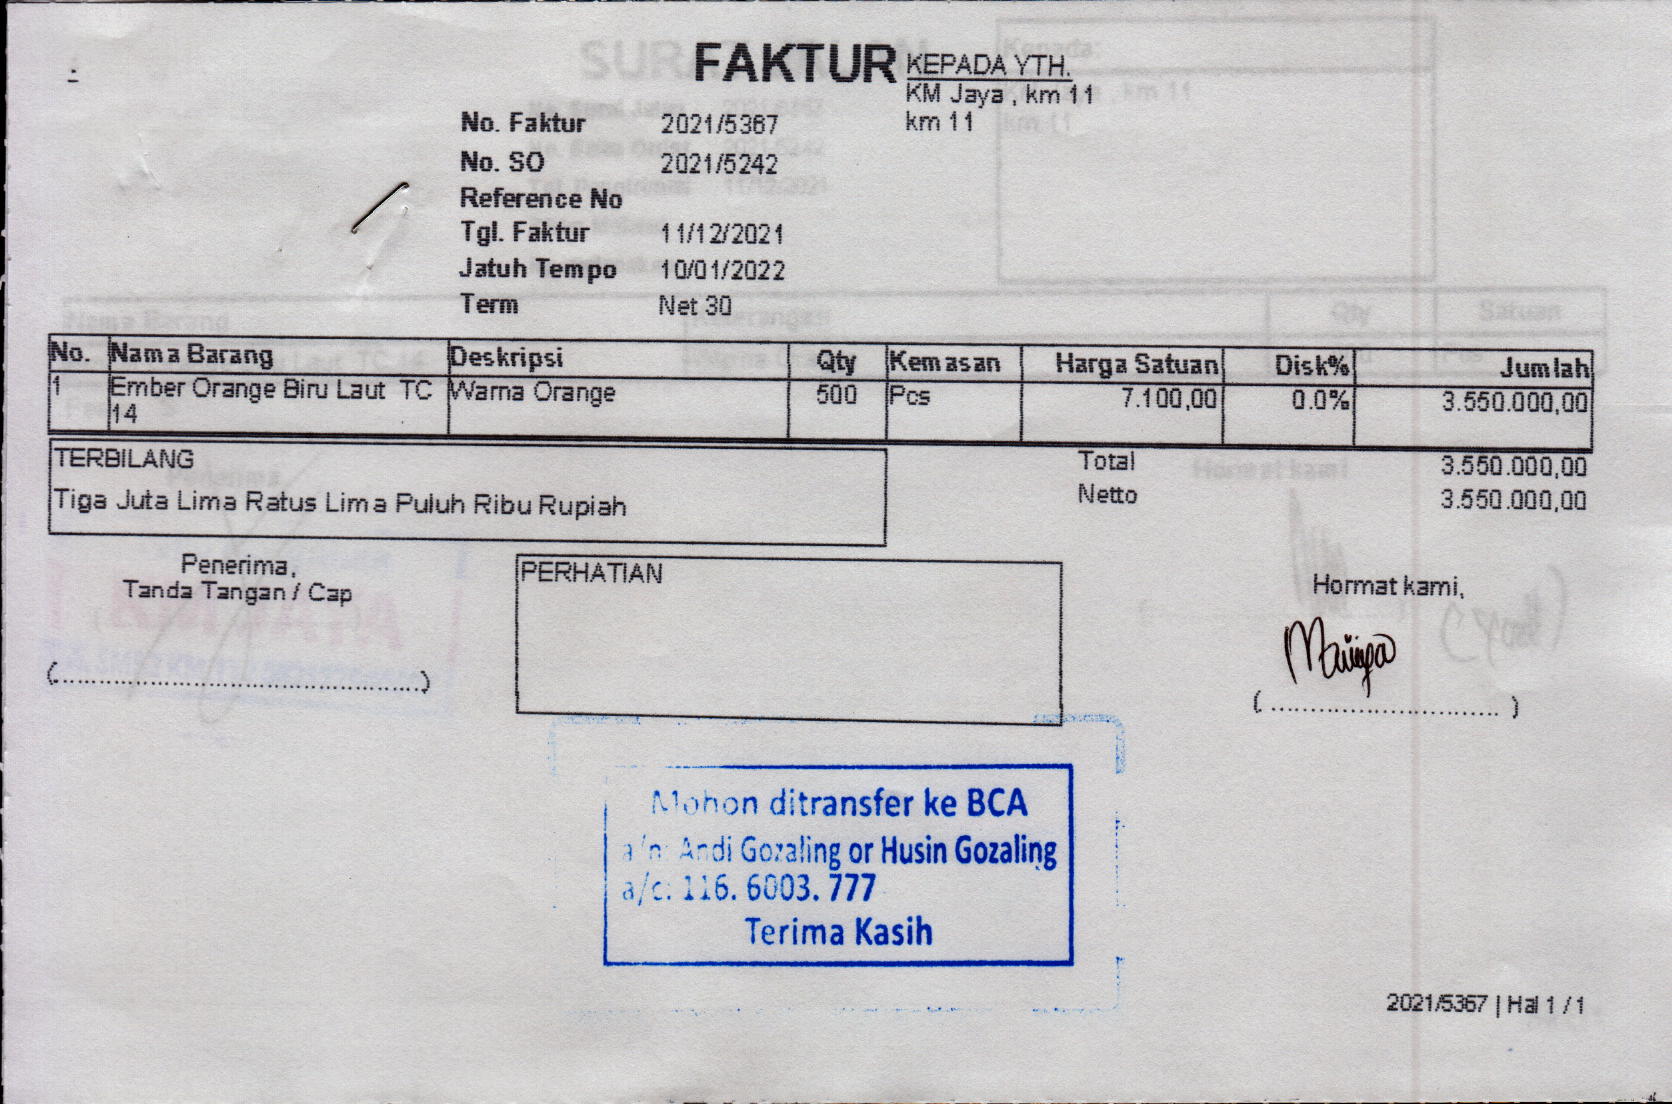 FAKTUR
KEPADA YTH.
KM Jaya , km 11
km 11
No. Faktur 2021/5367
No. SO 2021/5242
Reference No
Tgl. Faktur 11/12/2021
Jatuh Tempo 10/01/2022
Term Net 30
No. Nama Barang Deskripsi Qty Kemasan Harga Satuan Disk% Jumlah
1 Ember Orange Biru Laut TC Warna Orange 500 Pcs 7.100,00 0.0% 3.550.000,00
14
TERBILANG
Tiga Juta Lima Ratus Lima Puluh Ribu Rupiah
Total 3.550.000,00
Netto 3.550.000,00
Penerima,
Tanda Tangan / Cap
(..................................................)
PERHATIAN
Hormat kami,
(..............................)
Mohon ditransfer ke BCA
a/n: Andi Gozaling or Husin Gozaling
a/c: 116. 6003. 777
Terima Kasih
2021/5367 | Hal 1 / 1